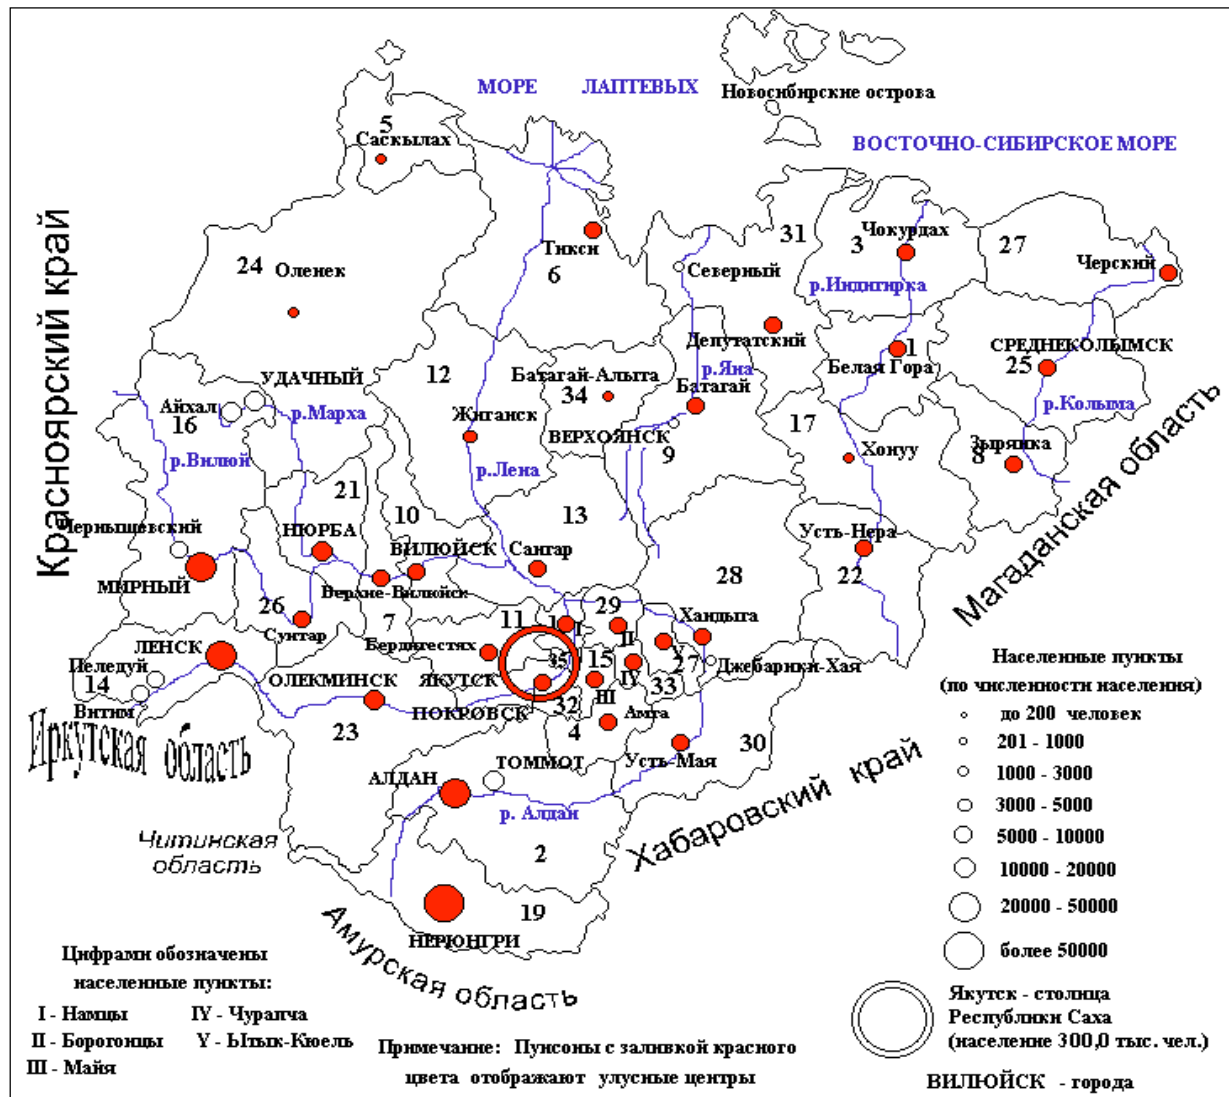 МОРЕ ЛАПТЕВЫХ
Новосибирские острова
ВОСТОЧНО-СИБИРСКОЕ МОРЕ
5
Саскылах
Красноярский край
24
Оленек
Тикси
6
31
Северный
3
Чокурдах
р.Индигирка
27
Черский
Депутатский
р.Яна
Батагай
1
Белая Гора
СРЕДНЕКОЛЫМСК
25
р.Колыма
12
Батагай-Алыта
34
УДАЧНЫЙ
Айхал
16
р.Марха
Жиганск
ВЕРХОЯНСК
9
17
Хонуу
Зырянка
8
р.Вилюй
р.Лена
21
10
13
Чернышевский
НЮРБА
ВИЛЮЙСК
Сангар
Усть-Нера
22
Магаданская область
МИРНЫЙ
Верхне-Вилюйск
28
26
Сунтар
7
11
1
I
29
II
Хандыга
ЛЕНСК
Бердигестях
35
15
IV
V
27
Джебарики-Хая
Пеледуй
14
Витим
ОЛЕКМИНСК
ЯКУТСК
ПОКРОВСК
32
III
33
Амга
4
23
Усть-Мая
30
Иркутская область
АЛДАН
ТОММОТ
р. Алдан
Хабаровский край
Читинская
область
2
19
НЕРЮНГРИ
Амурская область
Населенные пункты
(по численности населения)
до 200 человек
201 - 1000
1000 - 3000
3000 - 5000
5000 - 10000
10000 - 20000
20000 - 50000
более 50000
Якутск - столица
Республики Саха
(население 300,0 тыс. чел.)
ВИЛЮЙСК - города
Цифрами обозначены
населенные пункты:
I - Намцы IV - Чурапча
II - Борогонцы V - Ытык-Кюель
III - Майя
Примечание: Пунсоны с заливкой красного
цвета отображают улусные центры